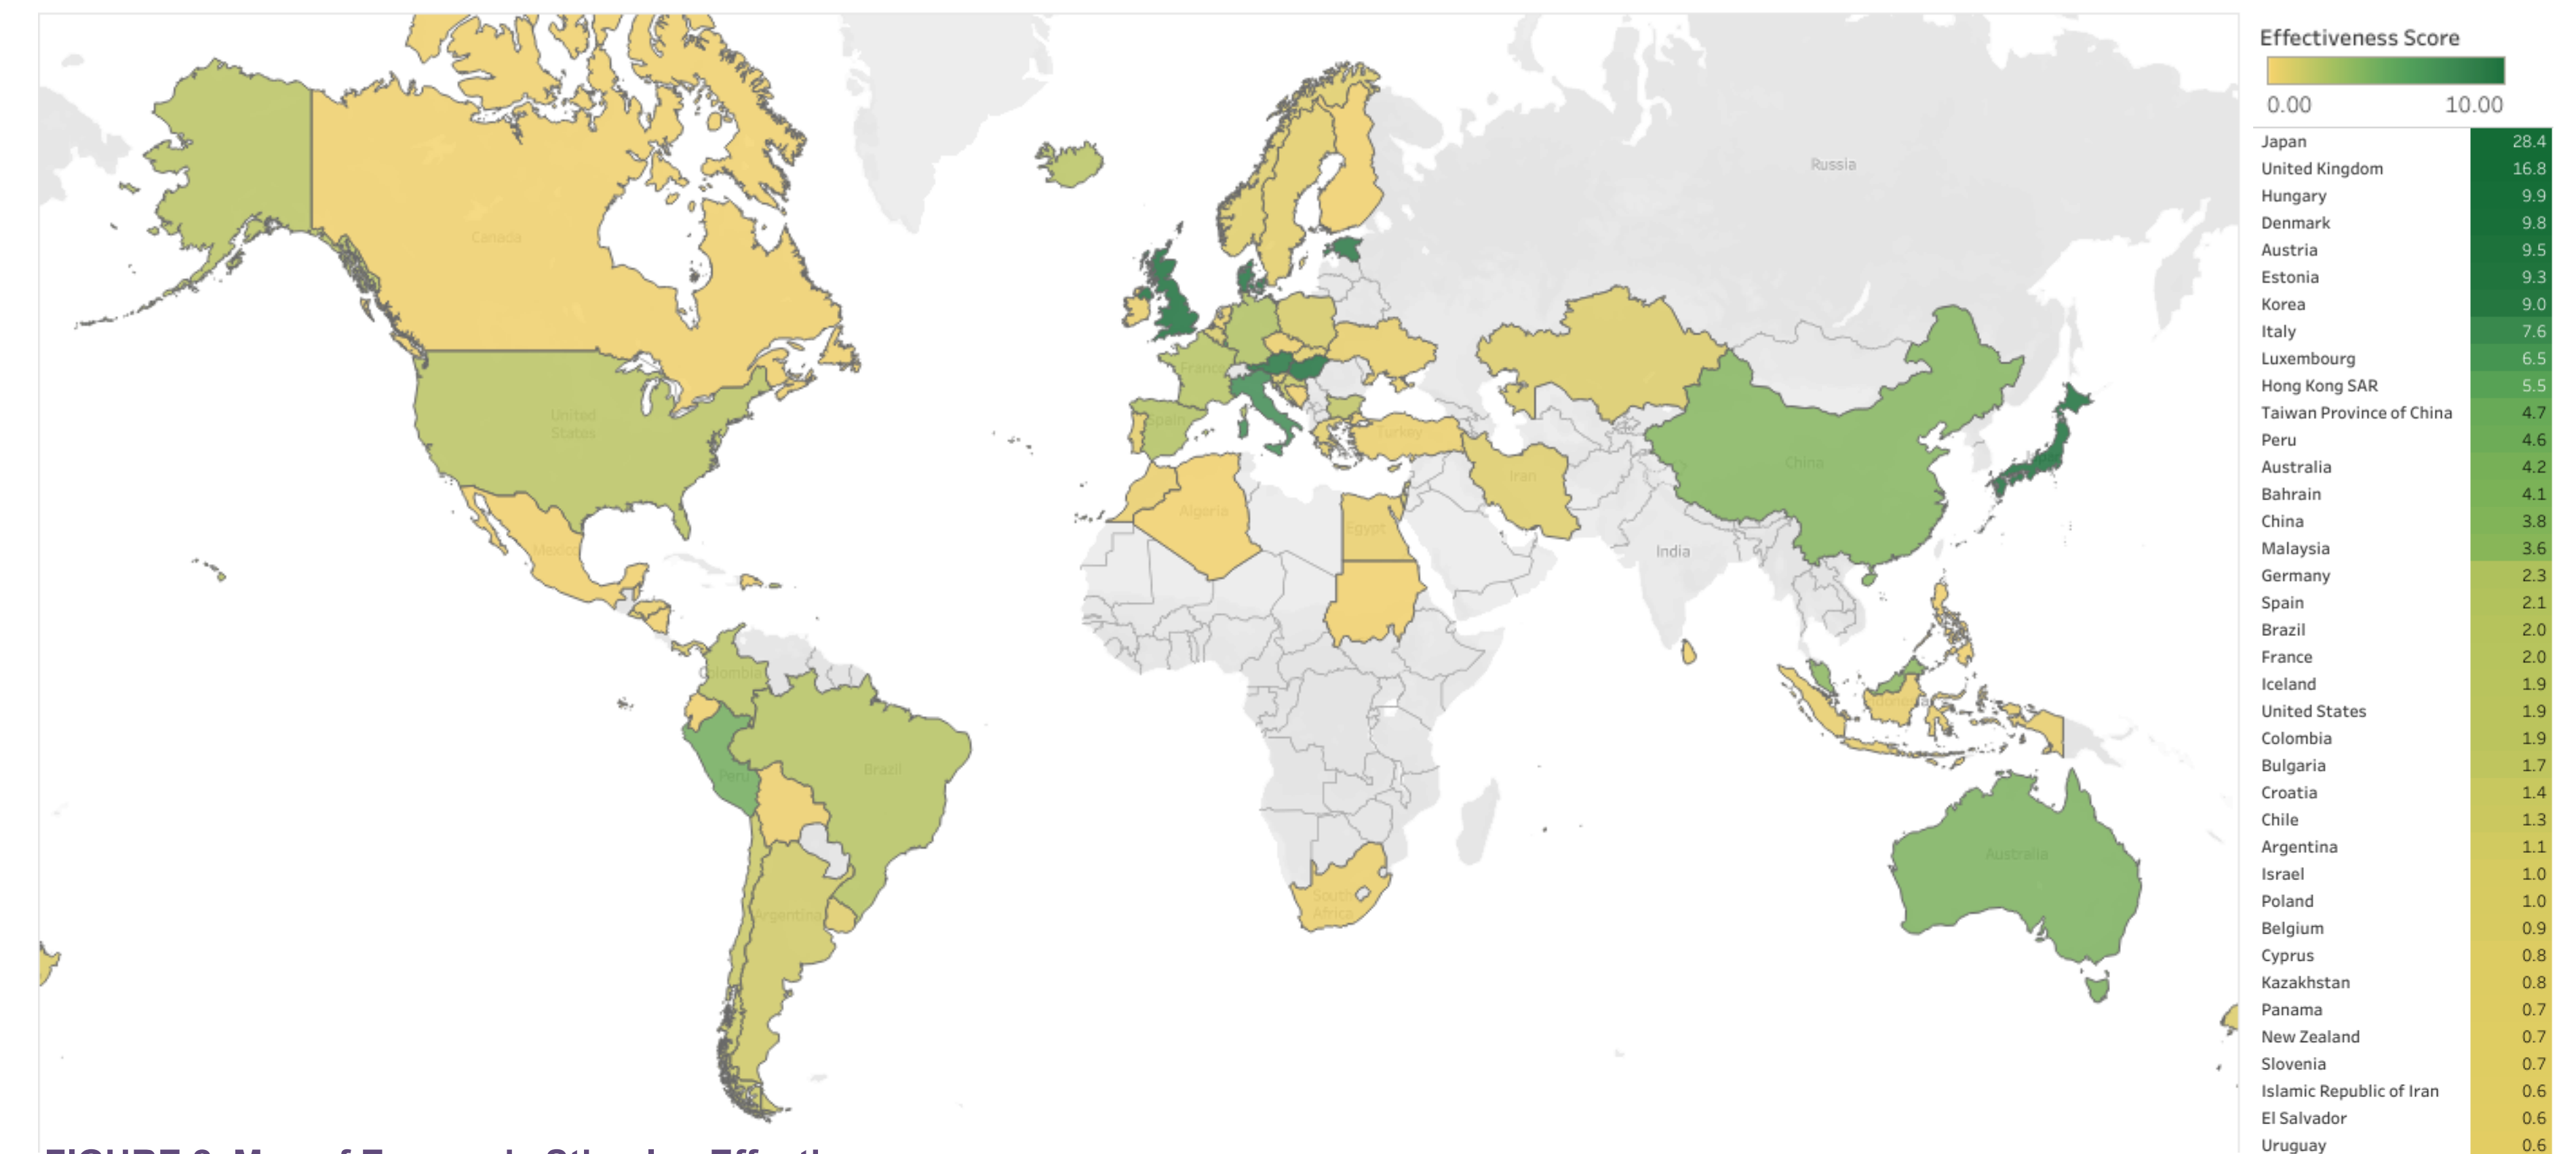 Effectiveness Score
0.00 10.00
Japan 28.4
United Kingdom 16.8
Hungary 9.9
Denmark 9.8
Austria 9.5
Estonia 9.3
Korea 9.0
Italy 7.6
Luxembourg 6.5
Hong Kong SAR 5.5
Taiwan Province of China 4.7
Peru 4.6
Australia 4.2
Bahrain 4.1
China 3.8
Malaysia 3.6
Germany 2.3
Spain 2.1
Brazil 2.0
France 2.0
Iceland 1.9
United States 1.9
Colombia 1.9
Bulgaria 1.7
Croatia 1.4
Chile 1.3
Argentina 1.1
Israel 1.0
Poland 1.0
Belgium 0.9
Cyprus 0.8
Kazakhstan 0.8
Panama 0.7
New Zealand 0.7
Slovenia 0.7
Islamic Republic of Iran 0.6
El Salvador 0.6
Uruguay 0.6
Russia
Canada
France
United
States
Spain
Turkey
China
Iran
Algeria
Egypt
Mexico
India
Colombia
Indonesia
Peru
Brazil
Australia
South
Africa
Argentina